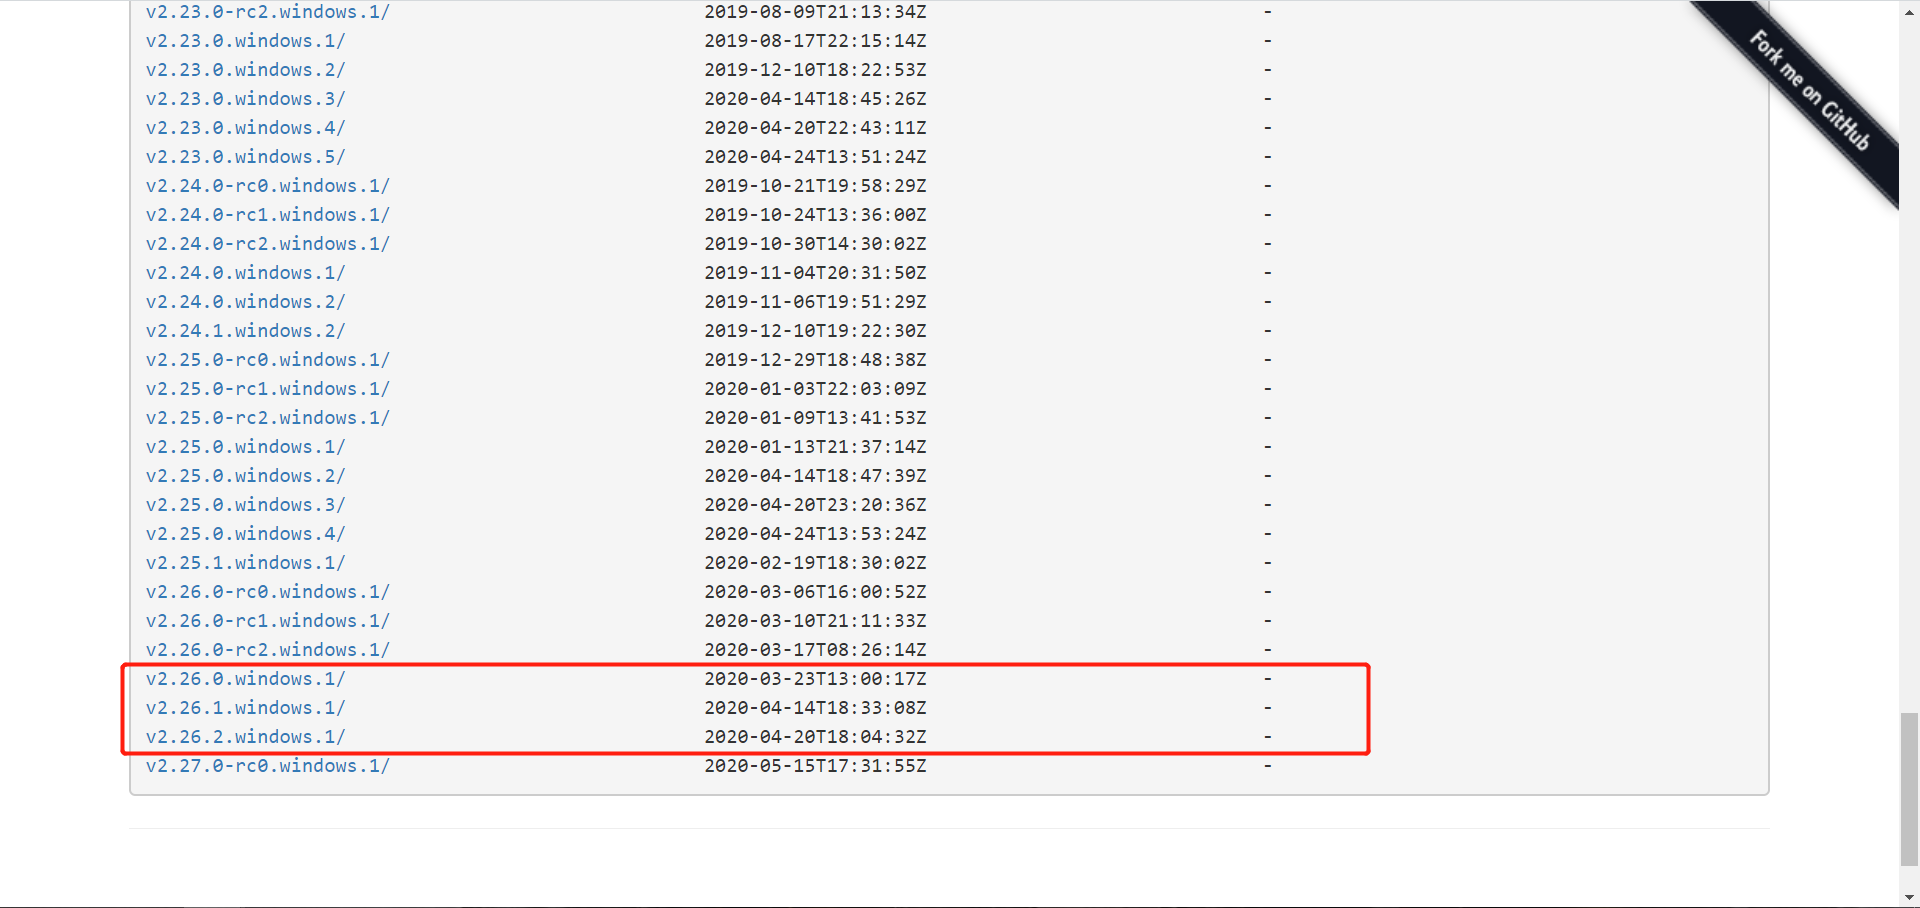 v2.23.0-rc2.windows.1/ 2019-08-09T21:13:34Z -
v2.23.0.windows.1/ 2019-08-17T22:15:14Z -
v2.23.0.windows.2/ 2019-12-10T18:22:53Z -
v2.23.0.windows.3/ 2020-04-14T18:45:26Z -
v2.23.0.windows.4/ 2020-04-20T22:43:11Z -
v2.23.0.windows.5/ 2020-04-24T13:51:24Z -
v2.24.0-rc0.windows.1/ 2019-10-21T19:58:29Z -
v2.24.0-rc1.windows.1/ 2019-10-24T13:36:00Z -
v2.24.0-rc2.windows.1/ 2019-10-30T14:30:02Z -
v2.24.0.windows.1/ 2019-11-04T20:31:50Z -
v2.24.0.windows.2/ 2019-11-06T19:51:29Z -
v2.24.1.windows.2/ 2019-12-10T19:22:30Z -
v2.25.0-rc0.windows.1/ 2019-12-29T18:48:38Z -
v2.25.0-rc1.windows.1/ 2020-01-03T22:03:09Z -
v2.25.0-rc2.windows.1/ 2020-01-09T13:41:53Z -
v2.25.0.windows.1/ 2020-01-13T21:37:14Z -
v2.25.0.windows.2/ 2020-04-14T18:47:39Z -
v2.25.0.windows.3/ 2020-04-20T23:20:36Z -
v2.25.0.windows.4/ 2020-04-24T13:53:24Z -
v2.25.1.windows.1/ 2020-02-19T18:30:02Z -
v2.26.0-rc0.windows.1/ 2020-03-06T16:00:52Z -
v2.26.0-rc1.windows.1/ 2020-03-10T21:11:33Z -
v2.26.0-rc2.windows.1/ 2020-03-17T08:26:14Z -
v2.26.0.windows.1/ 2020-03-23T13:00:17Z -
v2.26.1.windows.1/ 2020-04-14T18:33:08Z -
v2.26.2.windows.1/ 2020-04-20T18:04:32Z -
v2.27.0-rc0.windows.1/ 2020-05-15T17:31:55Z -
Fork me on GitHub